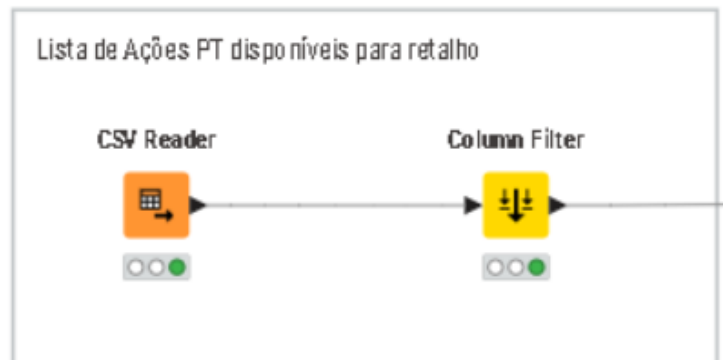 Lista de Ações PT disponíveis para retalho
CSV Reader
Column Filter